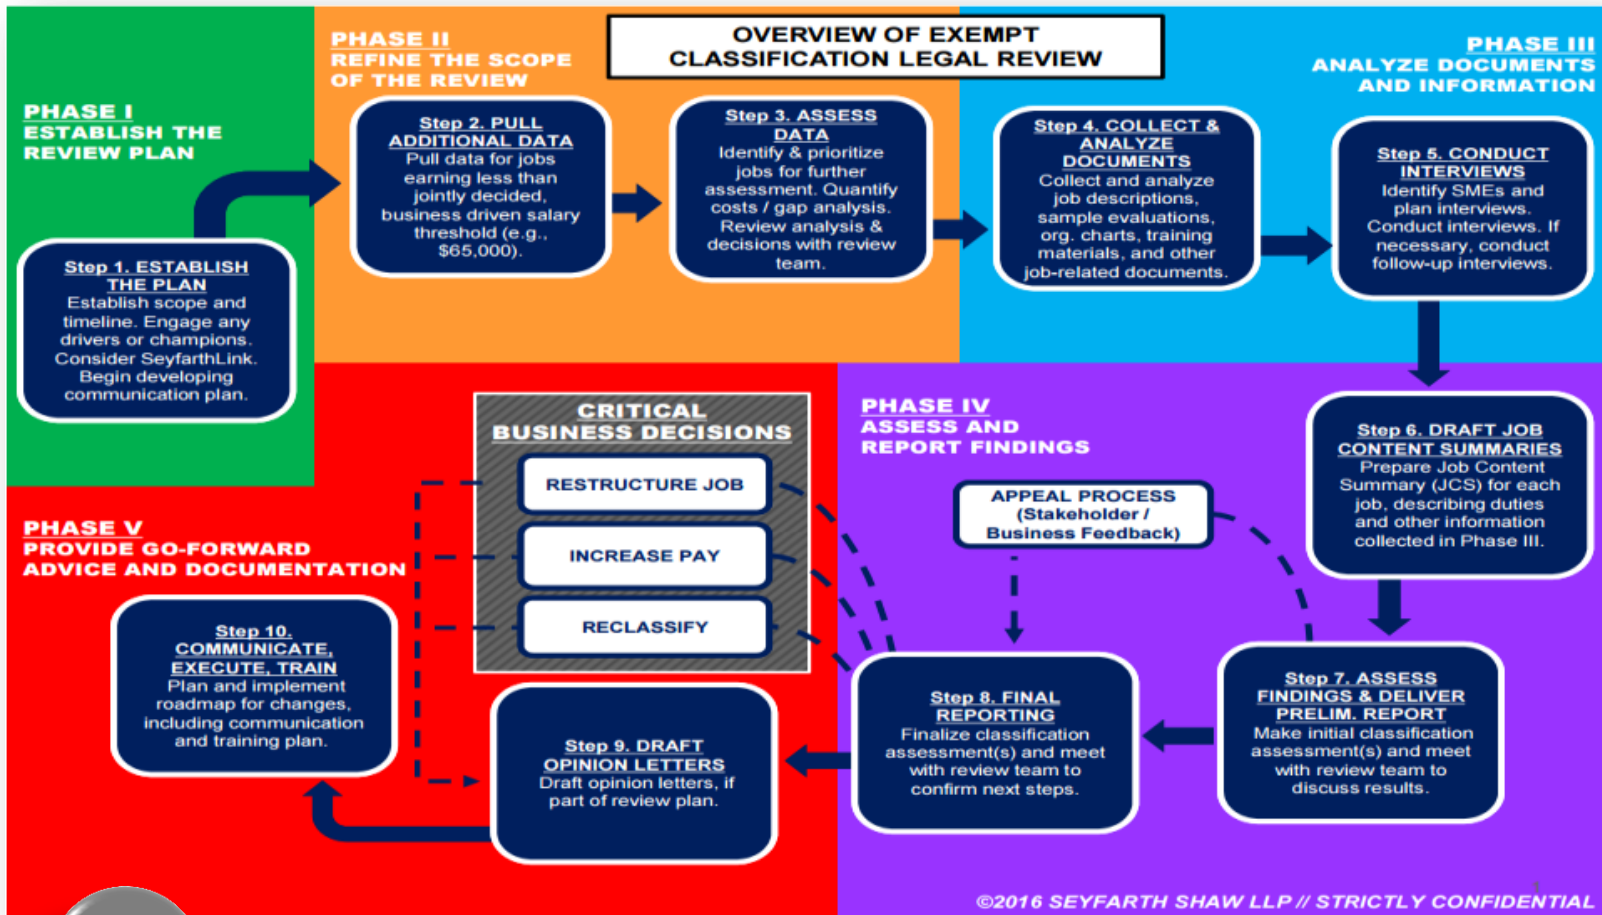 OVERVIEW OF EXEMPT
CLASSIFICATION LEGAL REVIEW
PHASE I
ESTABLISH THE
REVIEW PLAN
Step 1. ESTABLISH
THE PLAN
Establish scope and
timeline. Engage any
drivers or champions.
Consider SeyfarthLink.
Begin developing
communication plan.
PHASE II
REFINE THE SCOPE
OF THE REVIEW
Step 2. PULL
ADDITIONAL DATA
Pull data for jobs
earning less than
jointly decided,
business driven salary
threshold (e.g.,
$65,000).
Step 3. ASSESS
DATA
Identify & prioritize
jobs for further
assessment. Quantify
costs / gap analysis.
Review analysis &
decisions with review
team.
PHASE III
ANALYZE DOCUMENTS
AND INFORMATION
Step 4. COLLECT &
ANALYZE
DOCUMENTS
Collect and analyze
job descriptions,
sample evaluations,
org. charts, training
materials, and other
job-related documents.
Step 5. CONDUCT
INTERVIEWS
Identify SMEs and
plan interviews.
Conduct interviews. If
necessary, conduct
follow-up interviews.
PHASE IV
ASSESS AND
REPORT FINDINGS
Step 6. DRAFT JOB
CONTENT SUMMARIES
Prepare Job Content
Summary (JCS) for each
job, describing duties
and other information
collected in Phase III.
APPEAL PROCESS
(Stakeholder /
Business Feedback)
Step 7. ASSESS
FINDINGS & DELIVER
PRELIM. REPORT
Make initial classification
assessment(s) and meet
with review team to
discuss results.
Step 8. FINAL
REPORTING
Finalize classification
assessment(s) and meet
with review team to
confirm next steps.
CRITICAL
BUSINESS DECISIONS
RESTRUCTURE JOB
INCREASE PAY
RECLASSIFY
PHASE V
PROVIDE GO-FORWARD
ADVICE AND DOCUMENTATION
Step 9. DRAFT
OPINION LETTERS
Draft opinion letters, if
part of review plan.
Step 10.
COMMUNICATE,
EXECUTE, TRAIN
Plan and implement
roadmap for changes,
including communication
and training plan.
©2016 SEYFARTH SHAW LLP // STRICTLY CONFIDENTIAL